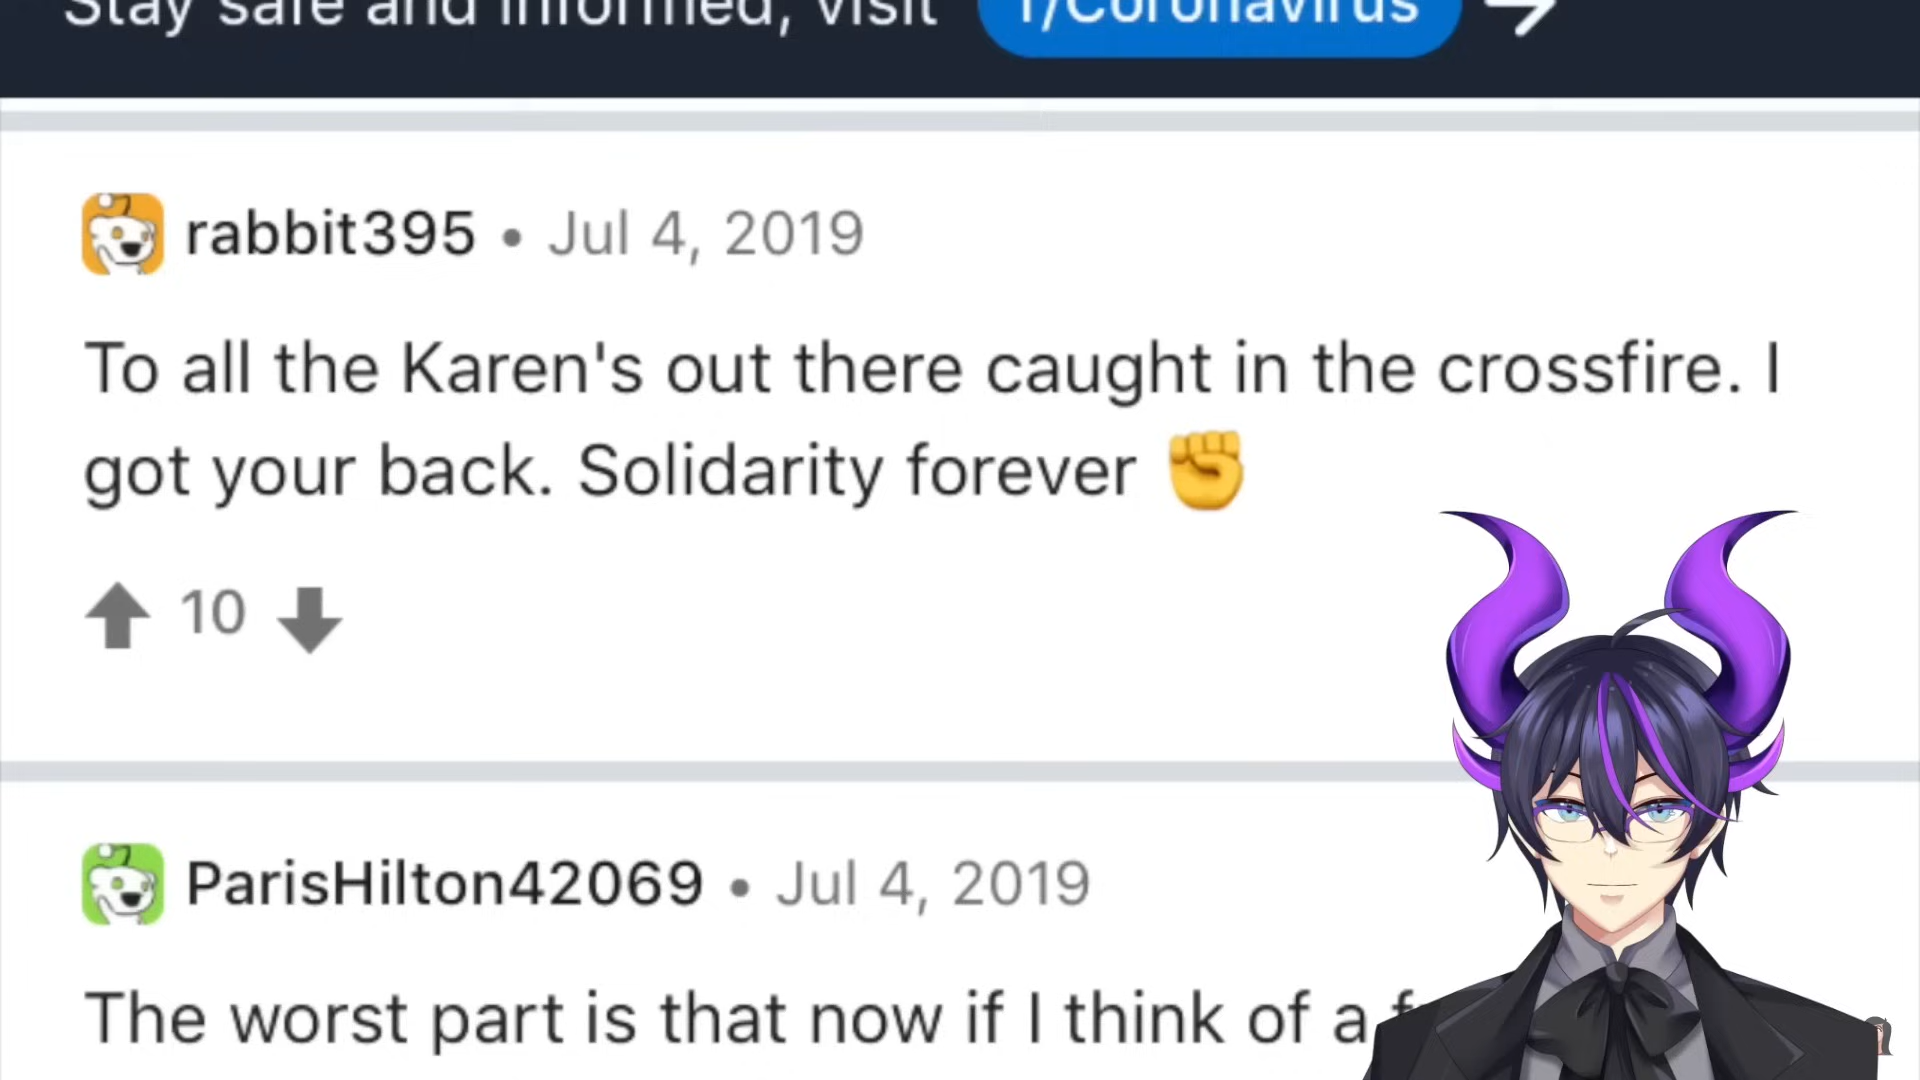 Stay safe and informed, visit r/Coronavirus
rabbit395 • Jul 4, 2019
To all the Karen's out there caught in the crossfire. I
got your back. Solidarity forever ✊
10
ParisHilton42069 • Jul 4, 2019
The worst part is that now if I think of a